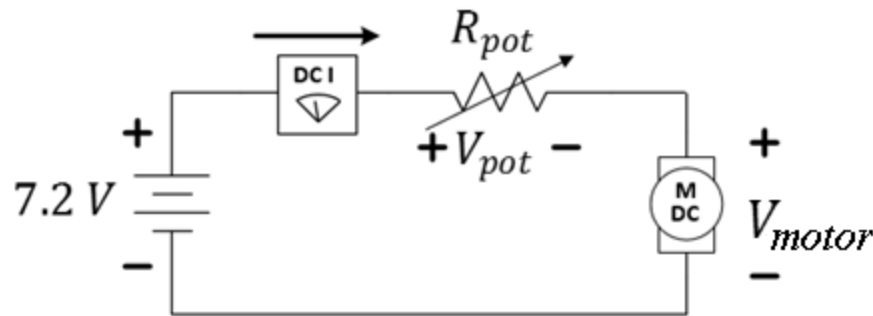 R_pot
DC I
+ V_pot −
+
7.2 V
−
M
DC
+
V_motor
−